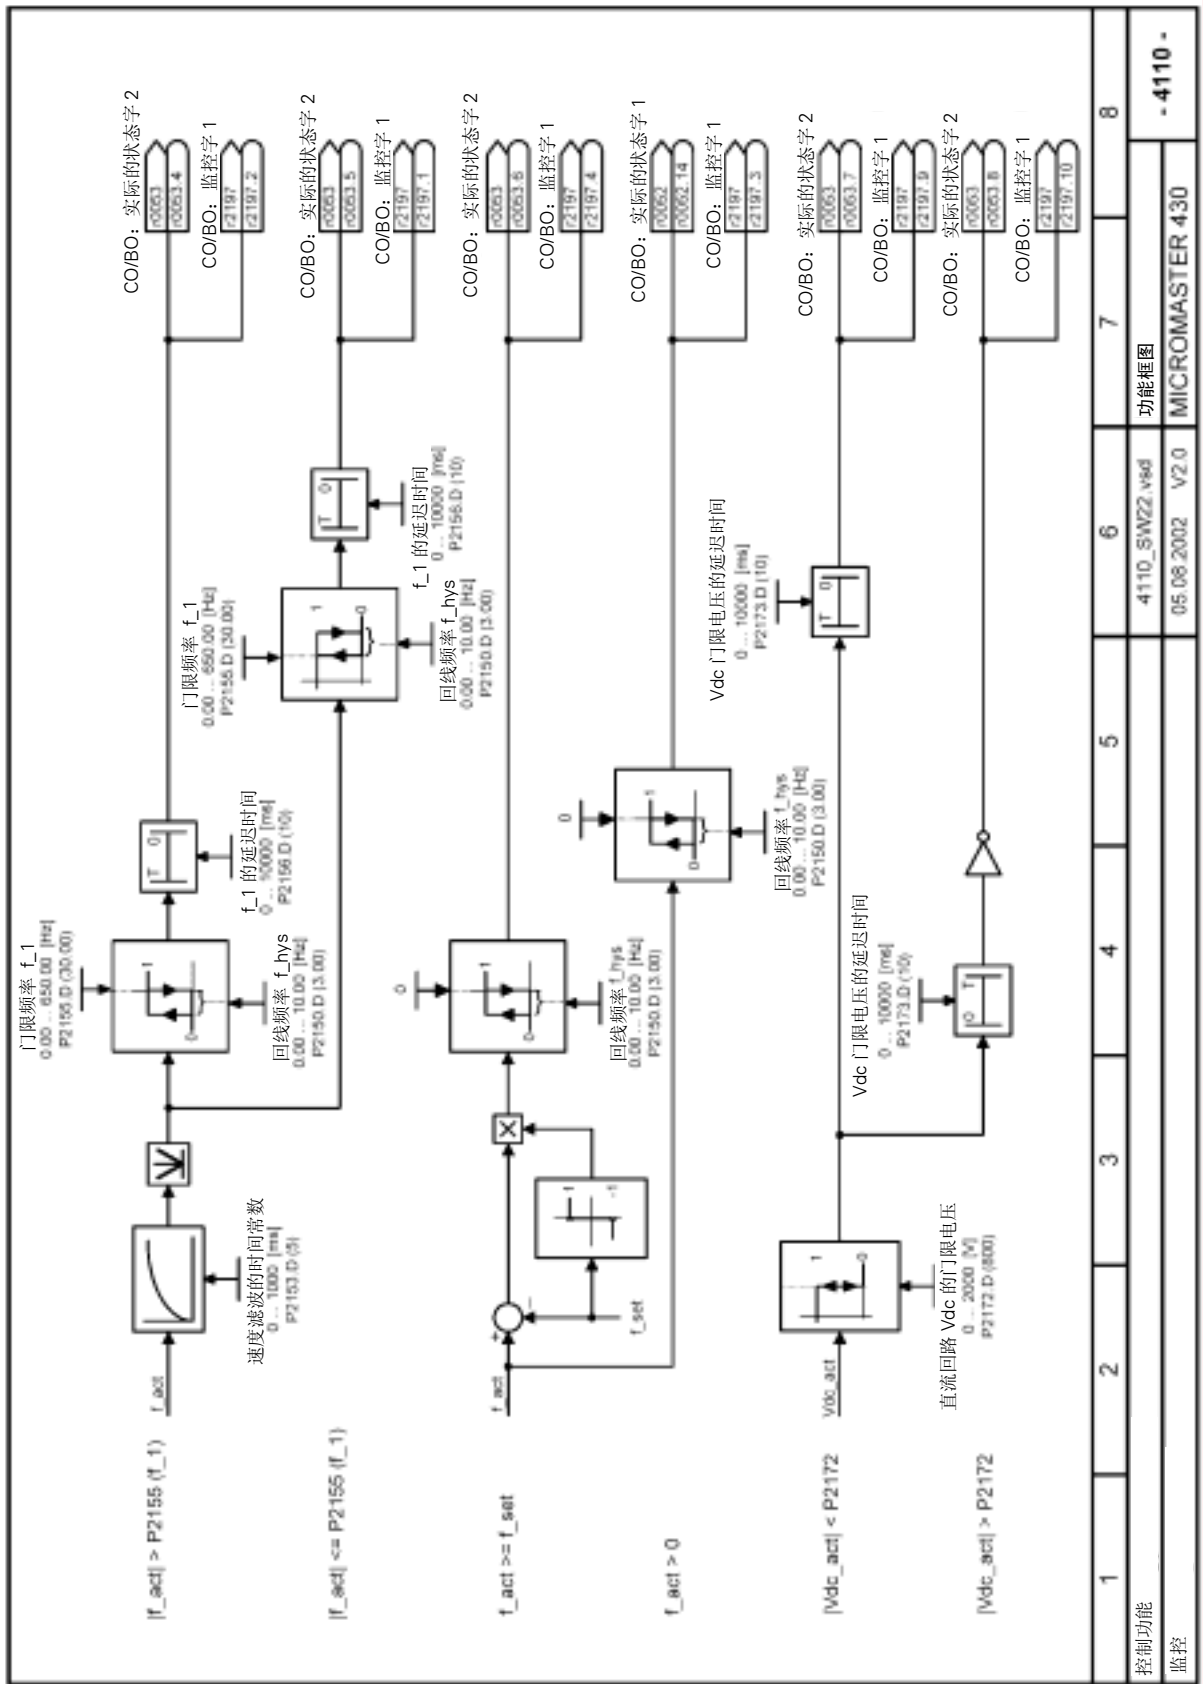 |f_act| > P2155 (f_1)
f_act
速度滤波的时间常数
0 ... 1000 [ms]
P2153.D (5)
门限频率 f_1
0.00 ... 650.00 [Hz]
P2155.D (30.00)
1
0
回线频率 f_hys
0.00 ... 10.00 [Hz]
P2150.D (3.00)
T 0
f_1 的延迟时间
0 ... 10000 [ms]
P2156.D (10)
CO/BO：实际的状态字 2
r0053
r0053.4
CO/BO：监控字 1
r2197
r2197.2
|f_act| <= P2155 (f_1)
门限频率 f_1
0.00 ... 650.00 [Hz]
P2155.D (30.00)
1
0
回线频率 f_hys
0.00 ... 10.00 [Hz]
P2150.D (3.00)
T 0
f_1 的延迟时间
0 ... 10000 [ms]
P2156.D (10)
CO/BO：实际的状态字 2
r0053
r0053.5
CO/BO：监控字 1
r2197
r2197.1
f_act >= f_set
f_act
+
–
f_set
1
-1
X
0
1
0
回线频率 f_hys
0.00 ... 10.00 [Hz]
P2150.D (3.00)
CO/BO：实际的状态字 2
r0053
r0053.6
CO/BO：监控字 1
r2197
r2197.4
f_act > 0
0
1
0
回线频率 f_hys
0.00 ... 10.00 [Hz]
P2150.D (3.00)
CO/BO：实际的状态字 1
r0052
r0052.14
CO/BO：监控字 1
r2197
r2197.3
|Vdc_act| < P2172
Vdc_act
1
0
直流回路 Vdc 的门限电压
0 ... 2000 [V]
P2172.D (800)
Vdc 门限电压的延迟时间
0 ... 10000 [ms]
P2173.D (10)
T 0
CO/BO：实际的状态字 2
r0053
r0053.7
CO/BO：监控字 1
r2197
r2197.9
|Vdc_act| > P2172
Vdc 门限电压的延迟时间
0 ... 10000 [ms]
P2173.D (10)
0 T
CO/BO：实际的状态字 2
r0053
r0053.8
CO/BO：监控字 1
r2197
r2197.10
1 2 3 4 5 6 7 8
控制功能
4110_SW22.vsd
功能框图
- 4110 -
监控
05.08.2002 V2.0
MICROMASTER 430